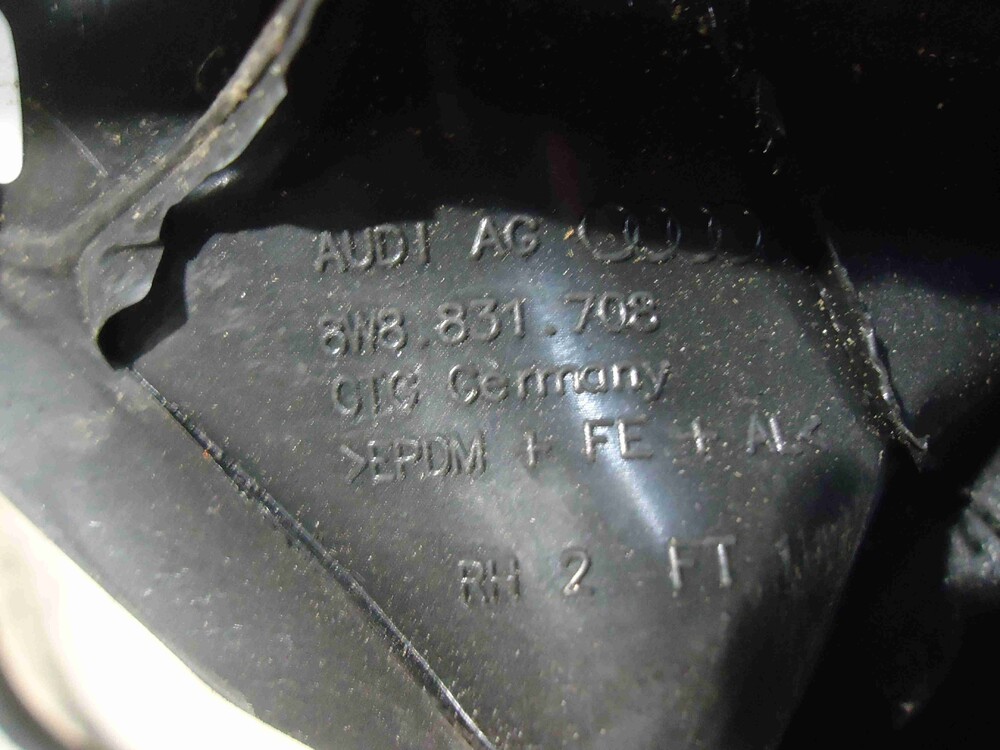 AUDI AG
8W8.831.708
Germany
>EPDM + FE + AL<
RH 2 FT